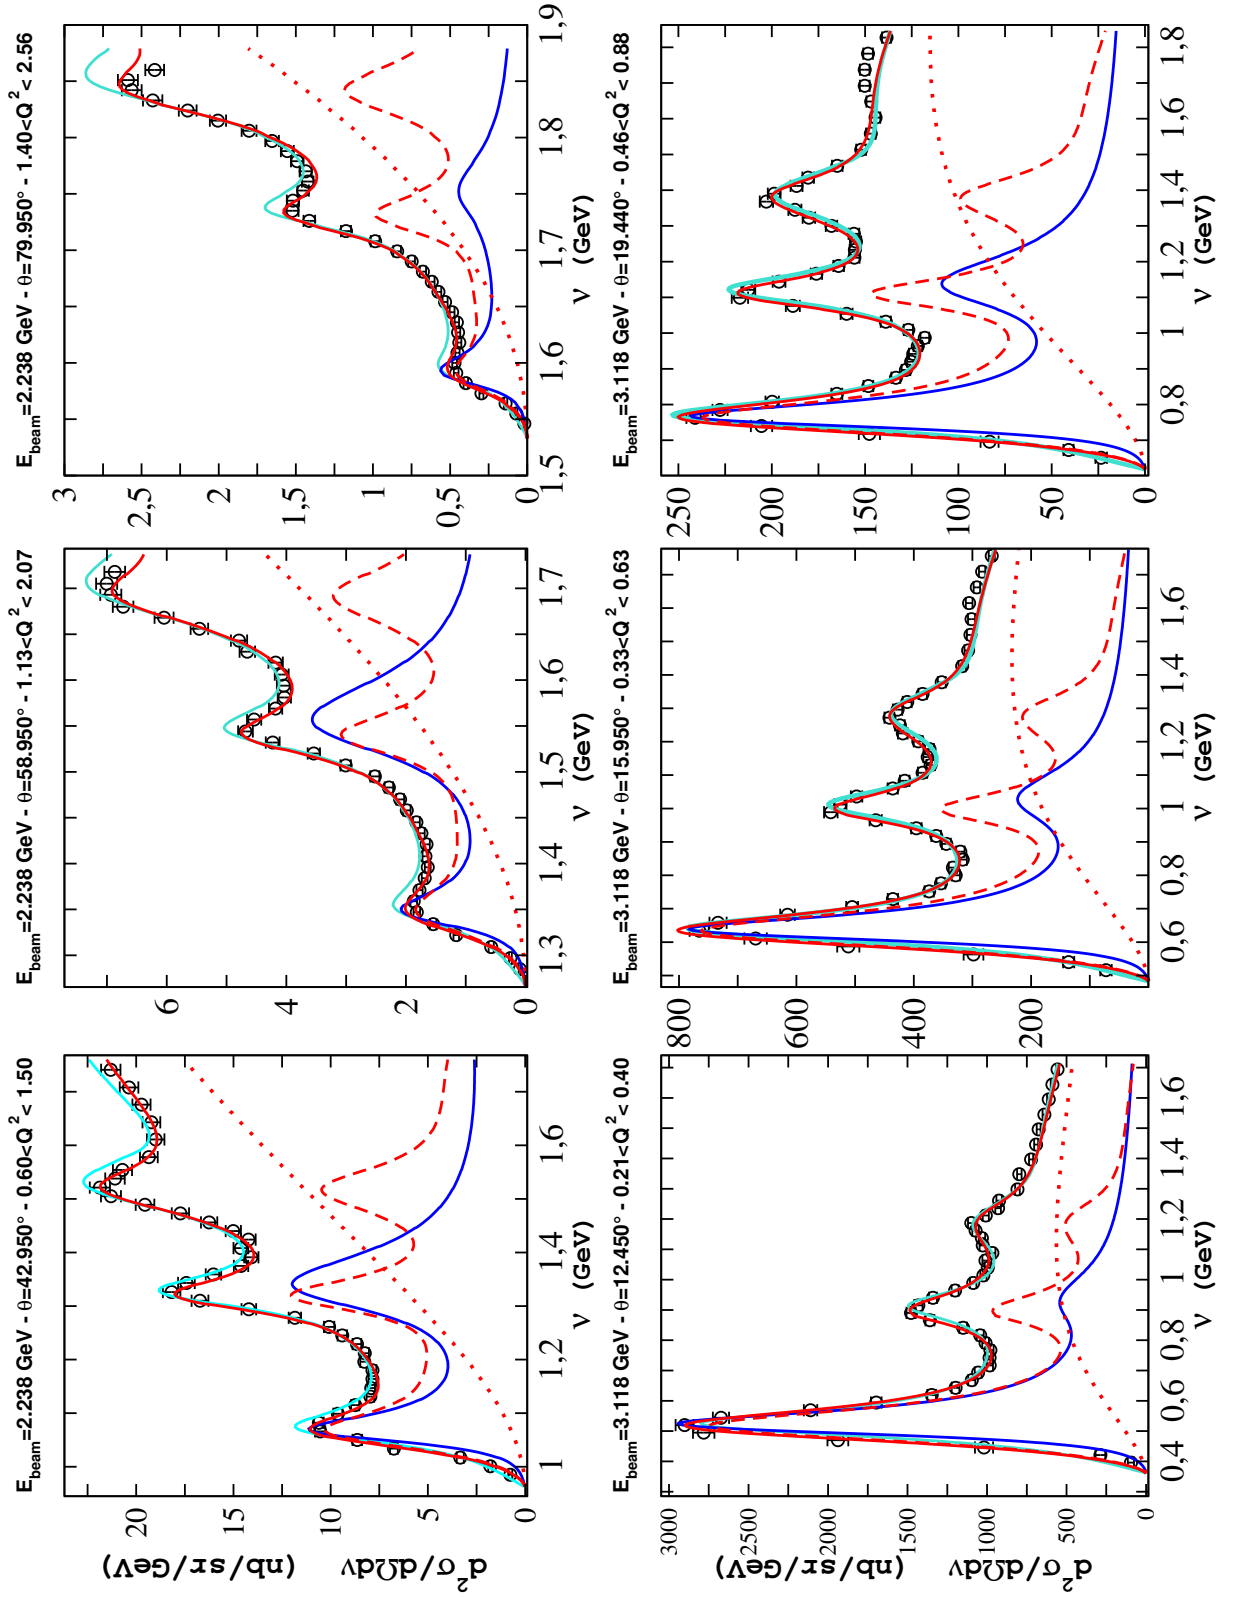 E_beam=2.238 GeV - θ=42.950° - 0.60<Q^2< 1.50
d^2σ/dΩdν (nb/sr/GeV)
20
15
10
5
0
1 1,2 1,4 1,6
ν (GeV)
E_beam=2.238 GeV - θ=58.950° - 1.13<Q^2< 2.07
6
4
2
0
1,3 1,4 1,5 1,6 1,7
ν (GeV)
E_beam=2.238 GeV - θ=79.950° - 1.40<Q^2< 2.56
3
2,5
2
1,5
1
0,5
0
1,5 1,6 1,7 1,8 1,9
ν (GeV)
E_beam=3.118 GeV - θ=12.450° - 0.21<Q^2< 0.40
d^2σ/dΩdν (nb/sr/GeV)
3000
2500
2000
1500
1000
500
0
0,4 0,6 0,8 1 1,2 1,4 1,6
ν (GeV)
E_beam=3.118 GeV - θ=15.950° - 0.33<Q^2< 0.63
800
600
400
200
0,6 0,8 1 1,2 1,4 1,6
ν (GeV)
E_beam=3.118 GeV - θ=19.440° - 0.46<Q^2< 0.88
250
200
150
100
50
0
0,8 1 1,2 1,4 1,6 1,8
ν (GeV)